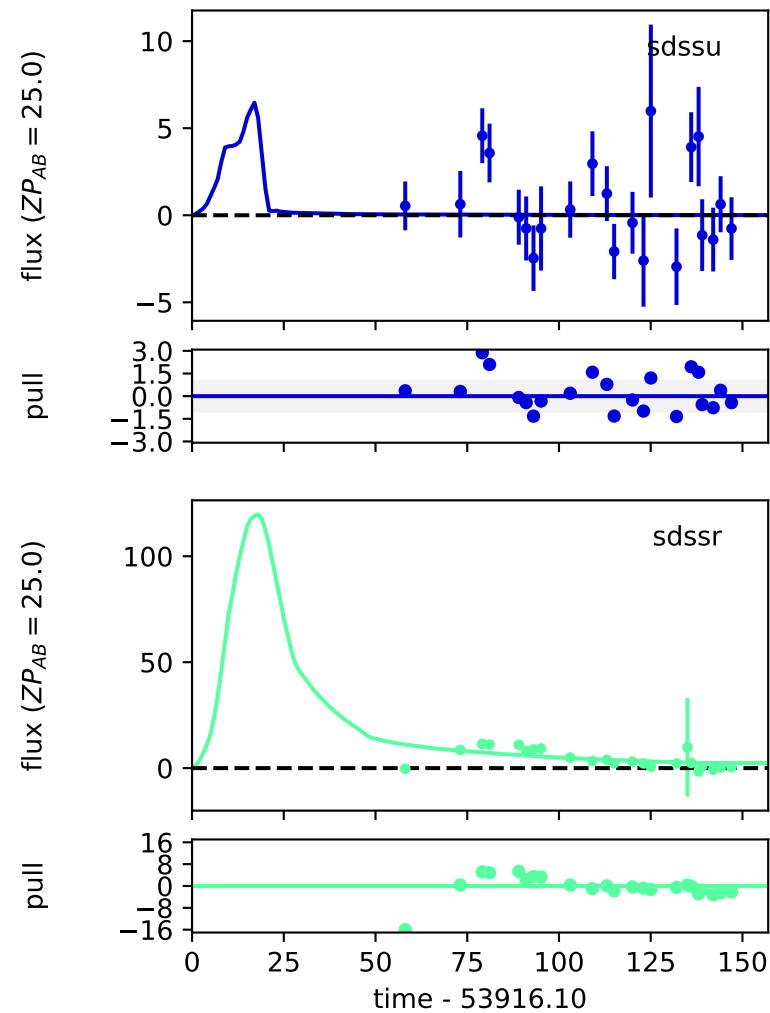 sdssu
flux (ZP_AB = 25.0)
10
5
0
−5
pull
3.0
1.5
0.0
−1.5
−3.0
sdssr
flux (ZP_AB = 25.0)
100
50
0
pull
16
8
0
−8
−16
0 25 50 75 100 125 150
time - 53916.10